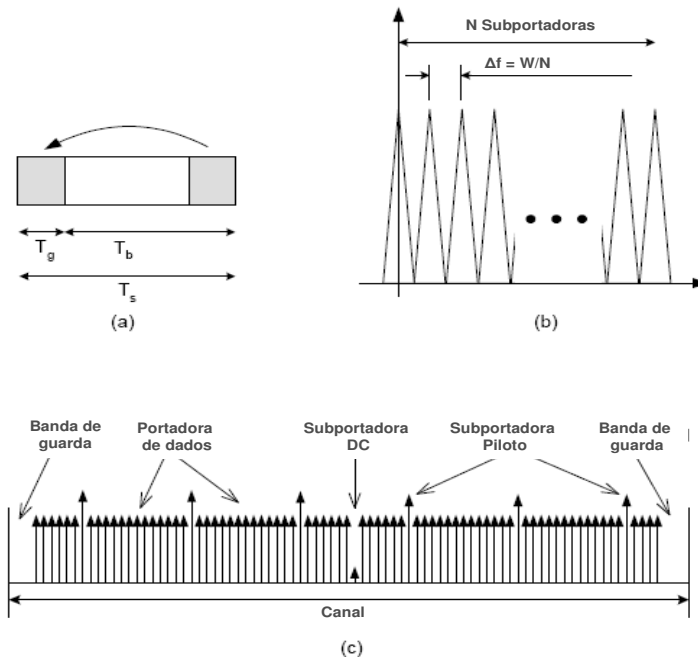 N Subportadoras
Δf = W/N
T_g
T_b
T_s
(a)
(b)
Banda de guarda
Portadora de dados
Subportadora DC
Subportadora Piloto
Banda de guarda
Canal
(c)